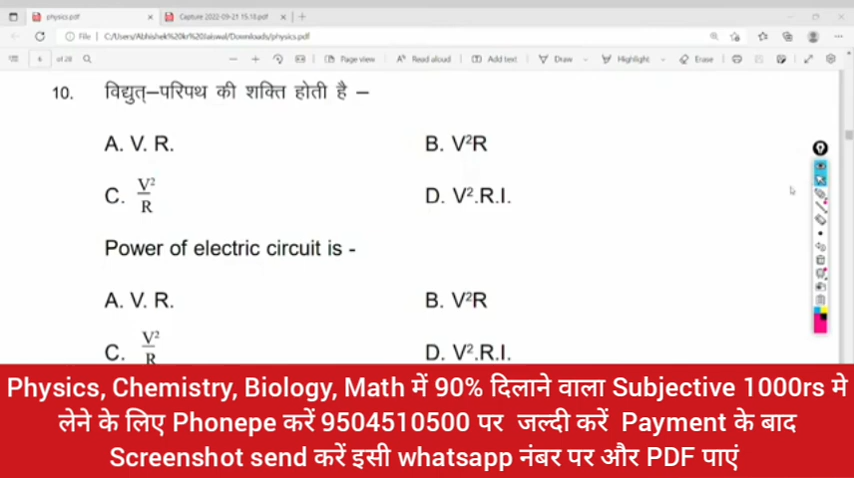 physics.pdf
Capture 2022-09-21 15.18.pdf
File C:/Users/Abhishek%20kr%20Jaiswal/Downloads/physics.pdf
6 of 28 Page view Read aloud Add text Draw Highlight Erase
10. विद्युत्–परिपथ की शक्ति होती है –
A. V. R. B. V²R
C. V²/R D. V².R.I.
Power of electric circuit is -
A. V. R. B. V²R
C. V²/R D. V².R.I.
Physics, Chemistry, Biology, Math में 90% दिलाने वाला Subjective 1000rs मे
लेने के लिए Phonepe करें 9504510500 पर जल्दी करें Payment के बाद
Screenshot send करें इसी whatsapp नंबर पर और PDF पाएं